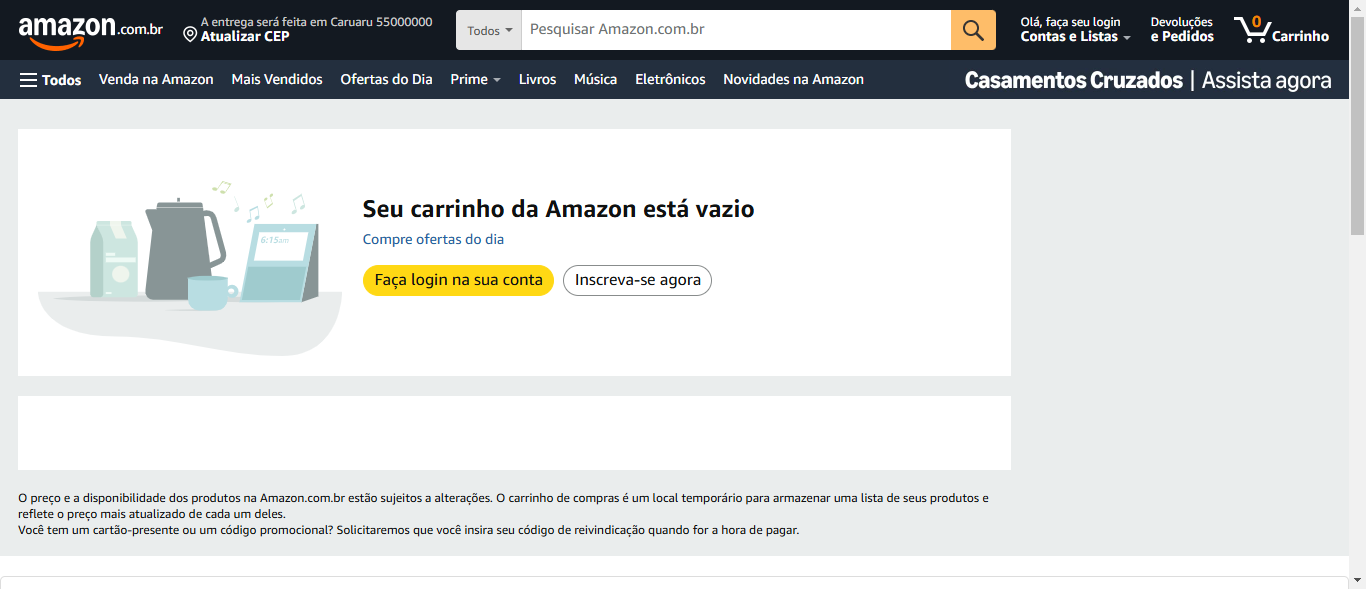 amazon.com.br
A entrega será feita em Caruaru 55000000
Atualizar CEP
Todos
Pesquisar Amazon.com.br
Olá, faça seu login
Contas e Listas
Devoluções
e Pedidos
0
Carrinho
Todos
Venda na Amazon
Mais Vendidos
Ofertas do Dia
Prime
Livros
Música
Eletrônicos
Novidades na Amazon
Casamentos Cruzados | Assista agora
6:15am
Seu carrinho da Amazon está vazio
Compre ofertas do dia
Faça login na sua conta
Inscreva-se agora
O preço e a disponibilidade dos produtos na Amazon.com.br estão sujeitos a alterações. O carrinho de compras é um local temporário para armazenar uma lista de seus produtos e
reflete o preço mais atualizado de cada um deles.
Você tem um cartão-presente ou um código promocional? Solicitaremos que você insira seu código de reivindicação quando for a hora de pagar.